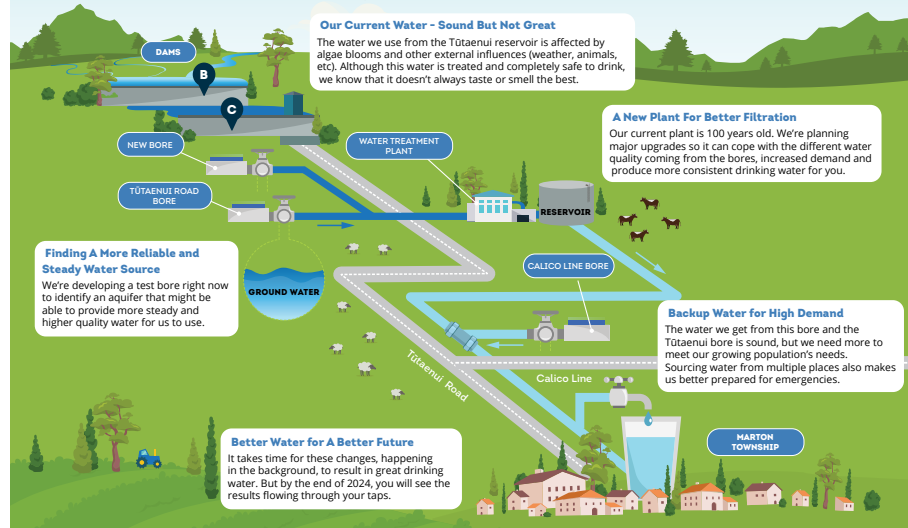 Our Current Water - Sound But Not Great
The water we use from the Tūtaenui reservoir is affected by
algae blooms and other external influences (weather, animals,
etc). Although this water is treated and completely safe to drink,
we know that it doesn't always taste or smell the best.
DAMS
B
C
A New Plant For Better Filtration
Our current plant is 100 years old. We're planning
major upgrades so it can cope with the different water
quality coming from the bores, increased demand and
produce more consistent drinking water for you.
NEW BORE
WATER TREATMENT
PLANT
TŪTAENUI ROAD
BORE
RESERVOIR
Finding A More Reliable and
Steady Water Source
We're developing a test bore right now
to identify an aquifer that might be
able to provide more steady and
higher quality water for us to use.
GROUND WATER
CALICO LINE BORE
Backup Water for High Demand
The water we get from this bore and the
Tūtaenui bore is sound, but we need more to
meet our growing population's needs.
Sourcing water from multiple places also makes
us better prepared for emergencies.
Tūtaenui Road
Calico Line
Better Water for A Better Future
It takes time for these changes, happening
in the background, to result in great drinking
water. But by the end of 2024, you will see the
results flowing through your taps.
MARTON
TOWNSHIP